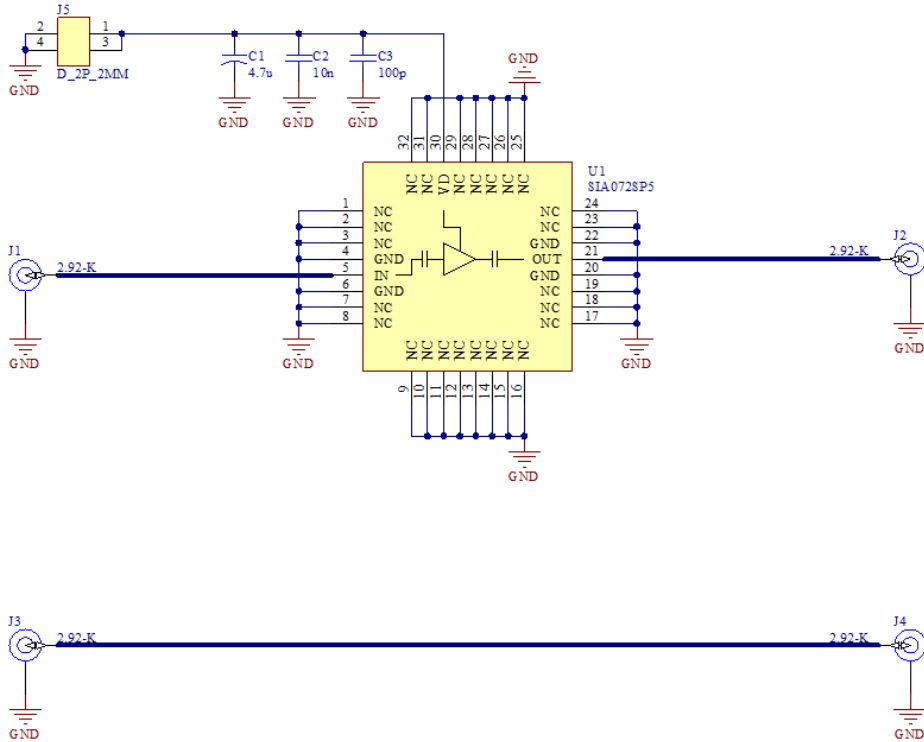 J5
2
1
4
3
D_2P_2MM
GND
C1
4.7u
C2
10n
C3
100p
GND
GND
GND
GND
32
31
30
29
28
27
26
25
NC
NC
VD
NC
NC
NC
NC
NC
U1
SIA072SP5
1 NC
2 NC
3 NC
4 GND
5 IN
6 GND
7 NC
8 NC
NC 24
NC 23
GND 22
OUT 21
GND 20
NC 19
NC 18
NC 17
J1
2.92-K
GND
GND
J2
2.92-K
GND
GND
NC
NC
NC
NC
NC
NC
NC
NC
9
10
11
12
13
14
15
16
GND
J3
2.92-K
GND
J4
2.92-K
GND